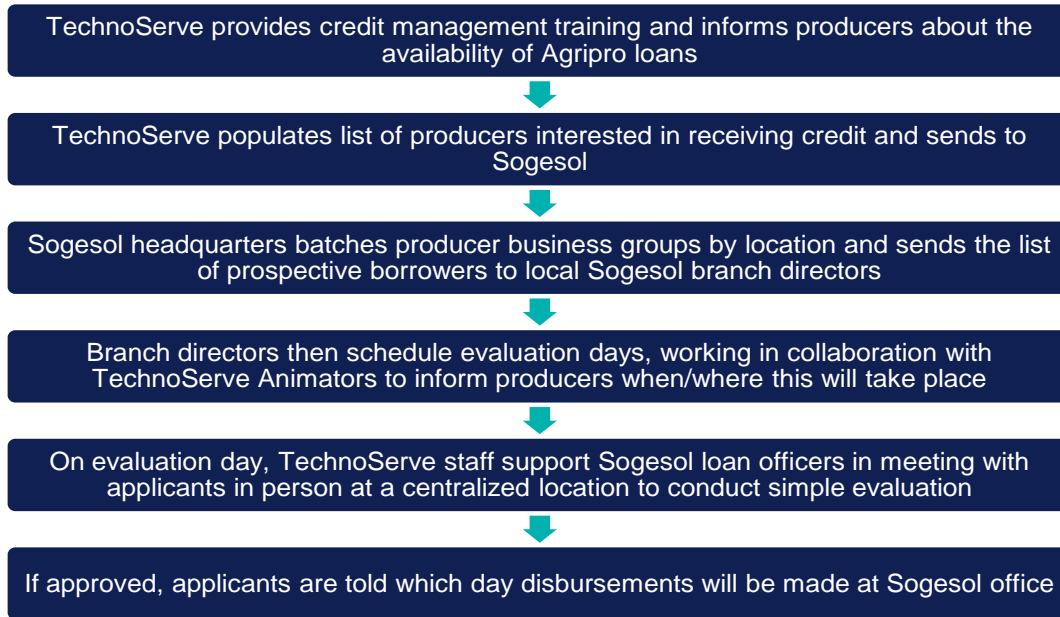 TechnoServe provides credit management training and informs producers about the
availability of Agripro loans
TechnoServe populates list of producers interested in receiving credit and sends to
Sogesol
Sogesol headquarters batches producer business groups by location and sends the list
of prospective borrowers to local Sogesol branch directors
Branch directors then schedule evaluation days, working in collaboration with
TechnoServe Animators to inform producers when/where this will take place
On evaluation day, TechnoServe staff support Sogesol loan officers in meeting with
applicants in person at a centralized location to conduct simple evaluation
If approved, applicants are told which day disbursements will be made at Sogesol office